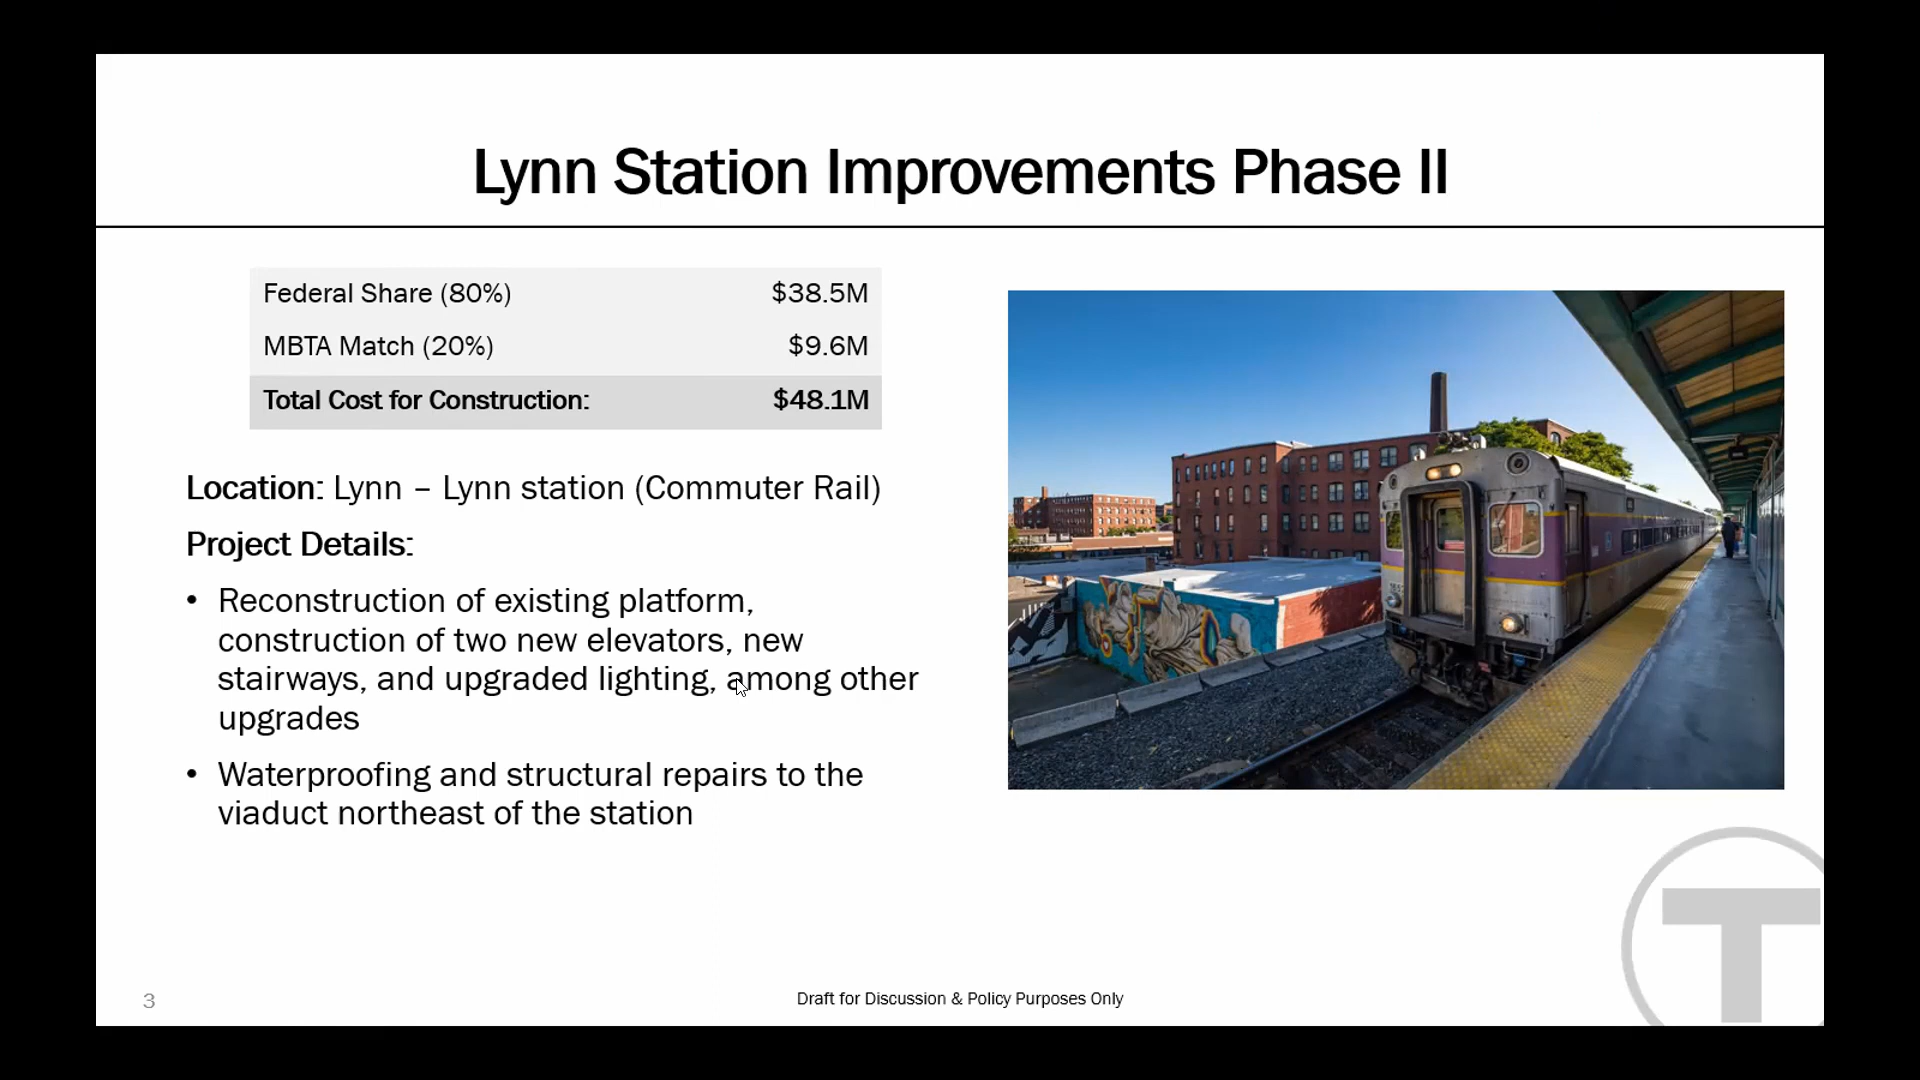 Lynn Station Improvements Phase II
Federal Share (80%) $38.5M
MBTA Match (20%) $9.6M
Total Cost for Construction: $48.1M
Location: Lynn – Lynn station (Commuter Rail)
Project Details:
• Reconstruction of existing platform,
construction of two new elevators, new
stairways, and upgraded lighting, among other
upgrades
• Waterproofing and structural repairs to the
viaduct northeast of the station
T
3
Draft for Discussion & Policy Purposes Only